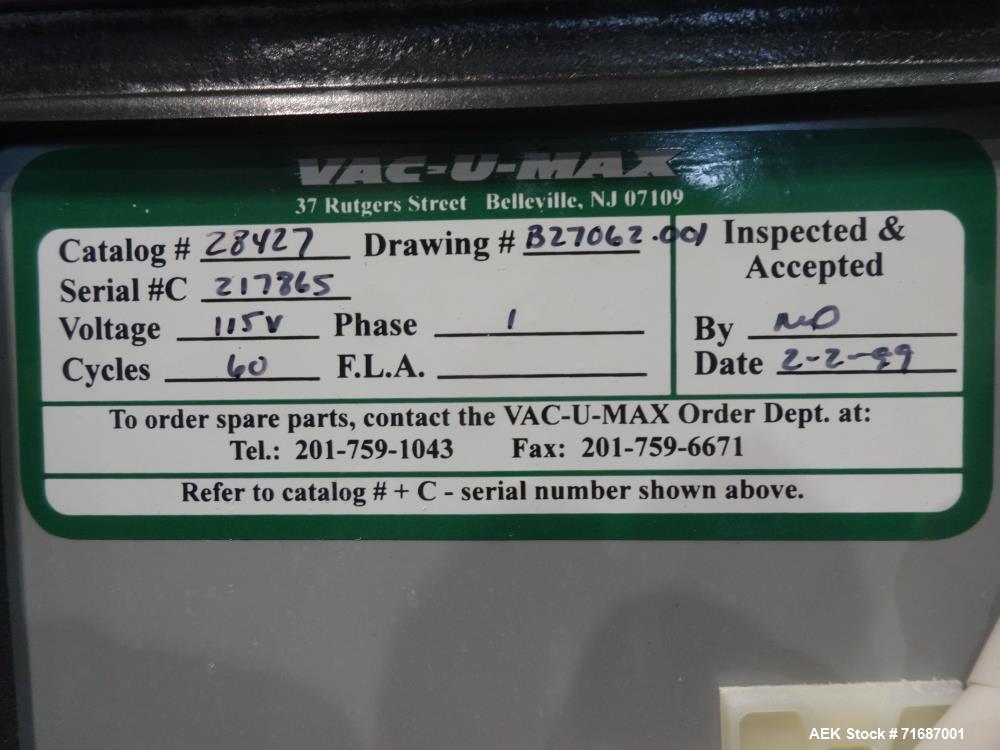 VAC-U-MAX
37 Rutgers Street Belleville, NJ 07109
Catalog # 28427 Drawing # B27062.001
Serial #C 217865
Voltage 115V Phase 1
Cycles 60 F.L.A.
Inspected &
Accepted
By
Date 2-2-99
To order spare parts, contact the VAC-U-MAX Order Dept. at:
Tel.: 201-759-1043 Fax: 201-759-6671
Refer to catalog # + C - serial number shown above.
AEK Stock # 71687001